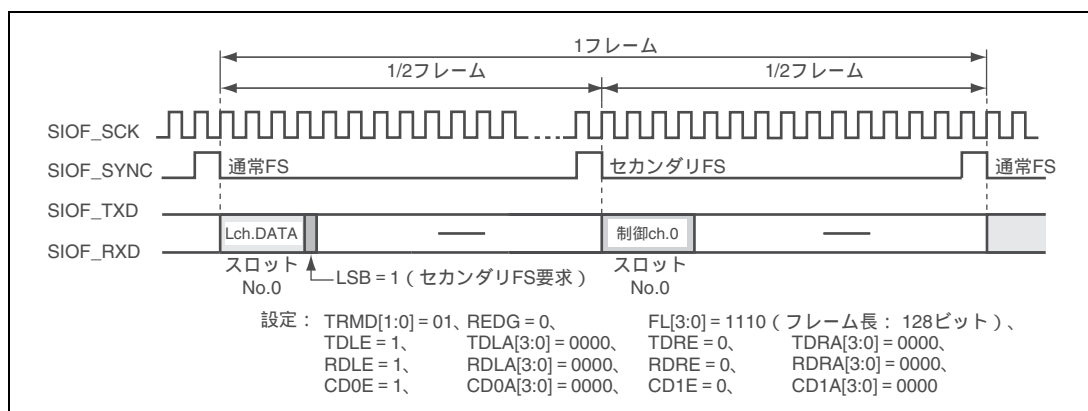 1フレーム
1/2フレーム 1/2フレーム
SIOF_SCK
SIOF_SYNC 通常FS セカンダリFS 通常FS
SIOF_TXD
Lch.DATA 制御ch.0
SIOF_RXD
スロット No.0 LSB = 1 ( セカンダリFS要求 ) スロット No.0
設定 : TRMD[1:0] = 01、 REDG = 0、 FL[3:0] = 1110 ( フレーム長 : 128ビット ) 、
TDLE = 1、 TDLA[3:0] = 0000、 TDRE = 0、 TDRA[3:0] = 0000、
RDLE = 1、 RDLA[3:0] = 0000、 RDRE = 0、 RDRA[3:0] = 0000、
CD0E = 1、 CD0A[3:0] = 0000、 CD1E = 0、 CD1A[3:0] = 0000